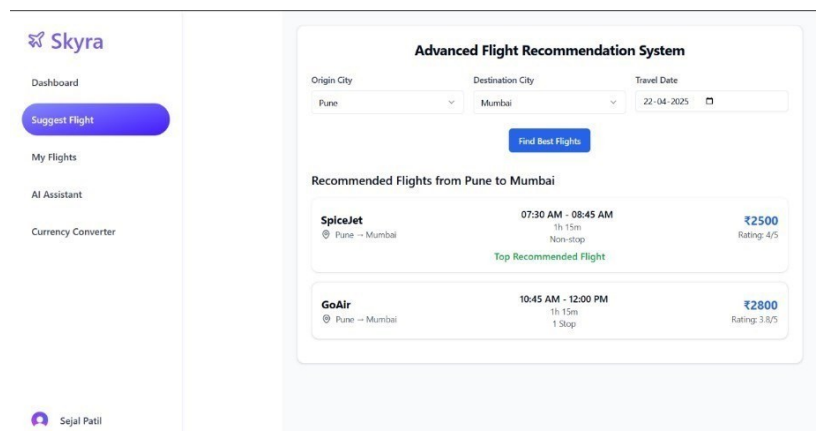 Skyra
Dashboard
Suggest Flight
My Flights
AI Assistant
Currency Converter
Sejal Patil
Advanced Flight Recommendation System
Origin City
Destination City
Travel Date
Pune
Mumbai
22-04-2025
Find Best Flights
Recommended Flights from Pune to Mumbai
SpiceJet
Pune → Mumbai
07:30 AM - 08:45 AM
1h 15m
Non-stop
Top Recommended Flight
₹2500
Rating: 4/5
GoAir
Pune → Mumbai
10:45 AM - 12:00 PM
1h 15m
1 Stop
₹2800
Rating: 3.8/5